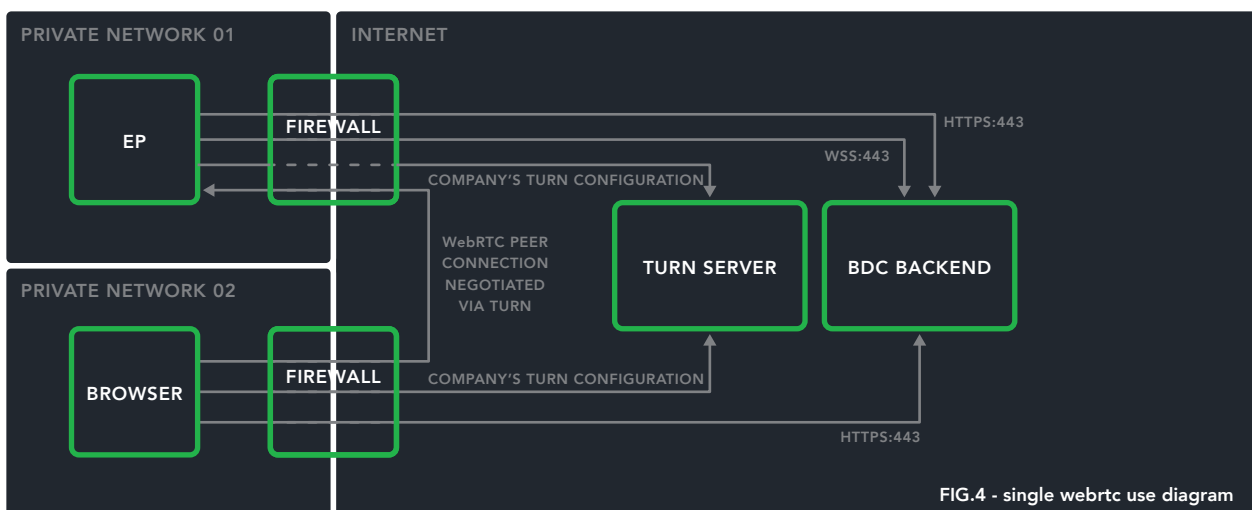 PRIVATE NETWORK 01
INTERNET
EP
FIREWALL
HTTPS:443
WSS:443
COMPANY'S TURN CONFIGURATION
WebRTC PEER
CONNECTION
NEGOTIATED
VIA TURN
TURN SERVER
BDC BACKEND
PRIVATE NETWORK 02
BROWSER
FIREWALL
COMPANY'S TURN CONFIGURATION
HTTPS:443
FIG.4 - single webrtc use diagram